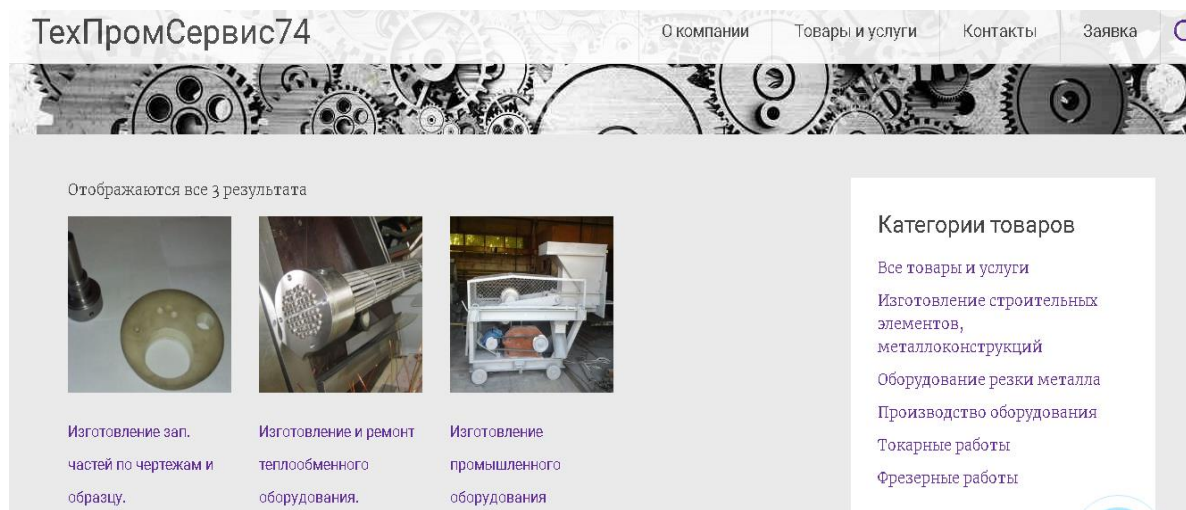 ТехПромСервис74
О компании
Товары и услуги
Контакты
Заявка
Отображаются все 3 результата
Изготовление зап.
частей по чертежам и
образцу.
Изготовление и ремонт
теплообменного
оборудования.
Изготовление
промышленного
оборудования
Категории товаров
Все товары и услуги
Изготовление строительных
элементов,
металлоконструкций
Оборудование резки металла
Производство оборудования
Токарные работы
Фрезерные работы